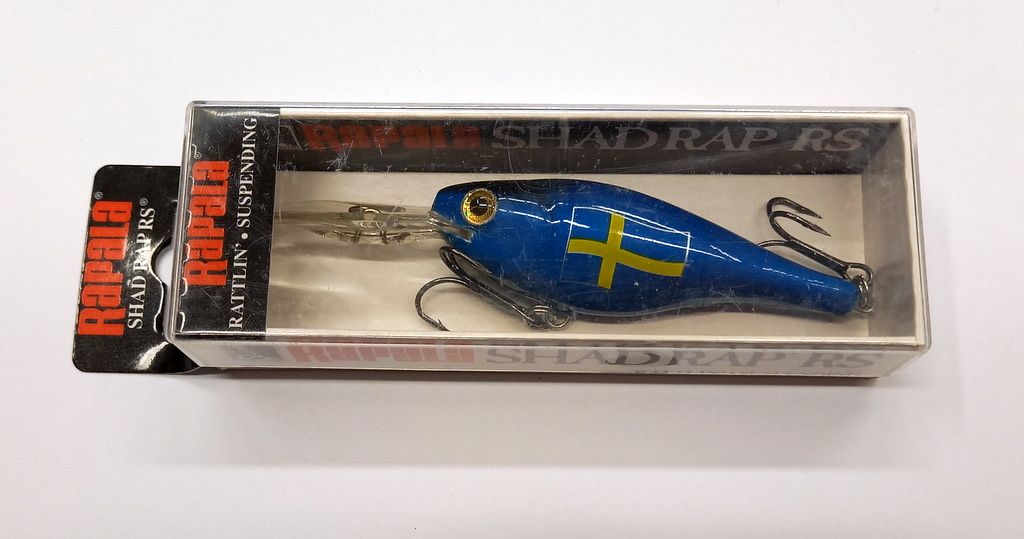 Rapala®
SHAD RAP RS®
Rapala®
RATTLIN' • SUSPENDING
Rapala SHAD RAP RS
Rapala SHAD RAP RS